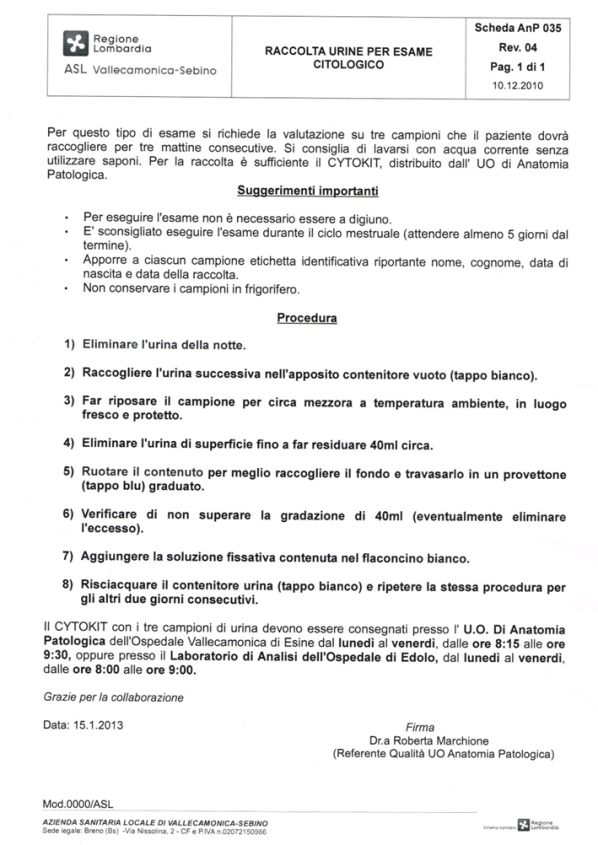 Regione
Lombardia
ASL Vallecamonica-Sebino
RACCOLTA URINE PER ESAME
CITOLOGICO
Scheda AnP 035
Rev. 04
Pag. 1 di 1
10.12.2010
Per questo tipo di esame si richiede la valutazione su tre campioni che il paziente dovrà
raccogliere per tre mattine consecutive. Si consiglia di lavarsi con acqua corrente senza
utilizzare saponi. Per la raccolta è sufficiente il CYTOKIT, distribuito dall' UO di Anatomia
Patologica.
Suggerimenti importanti
• Per eseguire l'esame non è necessario essere a digiuno.
• E' sconsigliato eseguire l'esame durante il ciclo mestruale (attendere almeno 5 giorni dal
termine).
• Apporre a ciascun campione etichetta identificativa riportante nome, cognome, data di
nascita e data della raccolta.
• Non conservare i campioni in frigorifero.
Procedura
1) Eliminare l'urina della notte.
2) Raccogliere l'urina successiva nell'apposito contenitore vuoto (tappo bianco).
3) Far riposare il campione per circa mezzora a temperatura ambiente, in luogo
fresco e protetto.
4) Eliminare l'urina di superficie fino a far residuare 40ml circa.
5) Ruotare il contenuto per meglio raccogliere il fondo e travasarlo in un provettone
(tappo blu) graduato.
6) Verificare di non superare la gradazione di 40ml (eventualmente eliminare
l'eccesso).
7) Aggiungere la soluzione fissativa contenuta nel flaconcino bianco.
8) Risciacquare il contenitore urina (tappo bianco) e ripetere la stessa procedura per
gli altri due giorni consecutivi.
Il CYTOKIT con i tre campioni di urina devono essere consegnati presso l' U.O. Di Anatomia
Patologica dell'Ospedale Vallecamonica di Esine dal lunedì al venerdì, dalle ore 8:15 alle ore
9:30, oppure presso il Laboratorio di Analisi dell'Ospedale di Edolo, dal lunedì al venerdì,
dalle ore 8:00 alle ore 9:00.
Grazie per la collaborazione
Data: 15.1.2013
Firma
Dr.a Roberta Marchione
(Referente Qualità UO Anatomia Patologica)
Mod.0000/ASL
AZIENDA SANITARIA LOCALE DI VALLECAMONICA-SEBINO
Sede legale: Breno (Bs) -Via Nissolina, 2 - CF e P.IVA n.02072150986
Sistema Sanitario
Regione
Lombardia